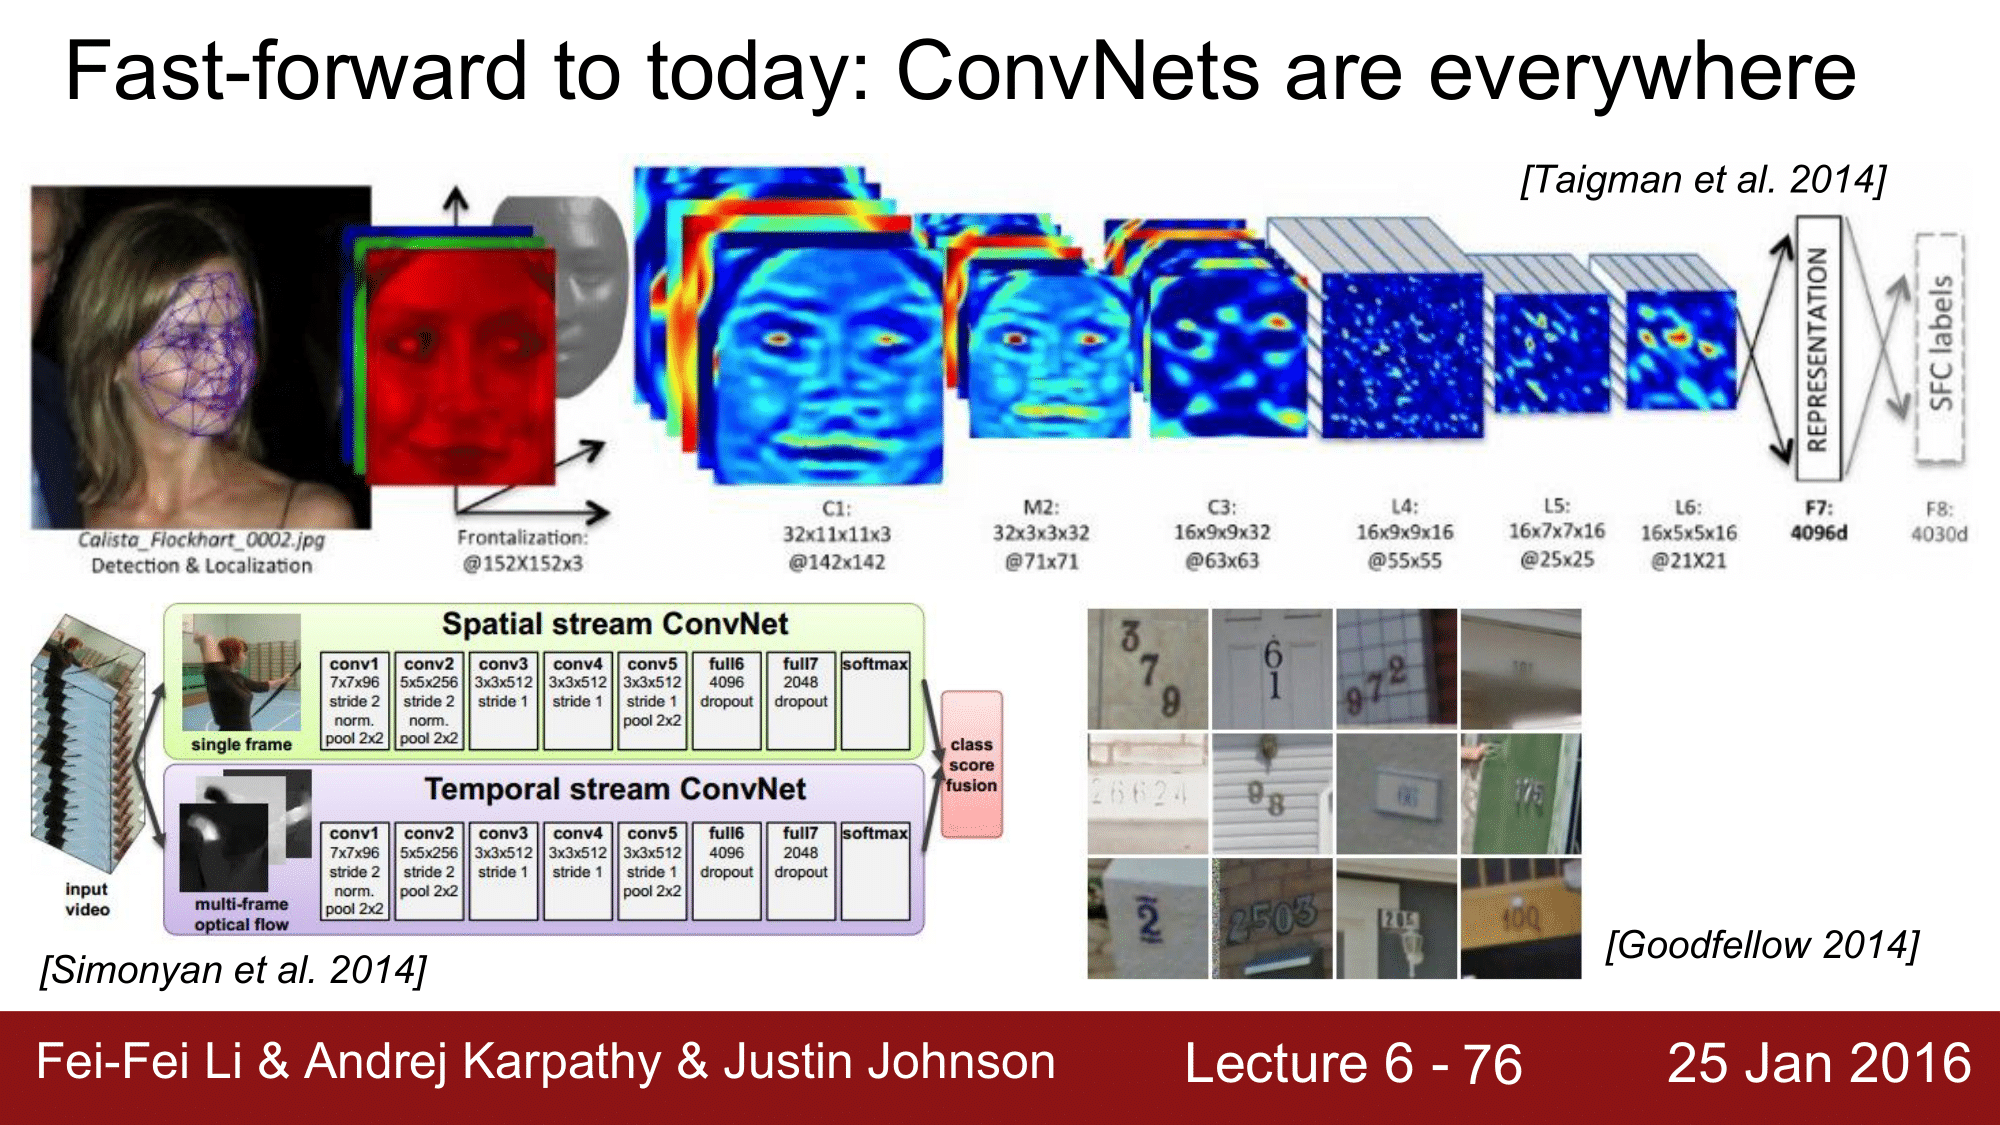 Fast-forward to today: ConvNets are everywhere
[Taigman et al. 2014]
Calista_Flockhart_0002.jpg
Detection & Localization
Frontalization:
@152X152x3
C1:
32x11x11x3
@142x142
M2:
32x3x3x32
@71x71
C3:
16x9x9x32
@63x63
L4:
16x9x9x16
@55x55
L5:
16x7x7x16
@25x25
L6:
16x5x5x16
@21X21
REPRESENTATION
F7:
4096d
SFC labels
F8:
4030d
input
video
Spatial stream ConvNet
single frame
conv1
7x7x96
stride 2
norm.
pool 2x2
conv2
5x5x256
stride 2
norm.
pool 2x2
conv3
3x3x512
stride 1
conv4
3x3x512
stride 1
conv5
3x3x512
stride 1
pool 2x2
full6
4096
dropout
full7
2048
dropout
softmax
Temporal stream ConvNet
multi-frame
optical flow
conv1
7x7x96
stride 2
norm.
pool 2x2
conv2
5x5x256
stride 2
pool 2x2
conv3
3x3x512
stride 1
conv4
3x3x512
stride 1
conv5
3x3x512
stride 1
pool 2x2
full6
4096
dropout
full7
2048
dropout
softmax
class
score
fusion
[Simonyan et al. 2014]
3
7
9
6
1
972
26624
98
175
2
2503
205
100
[Goodfellow 2014]
Fei-Fei Li & Andrej Karpathy & Justin Johnson
Lecture 6 - 76
25 Jan 2016